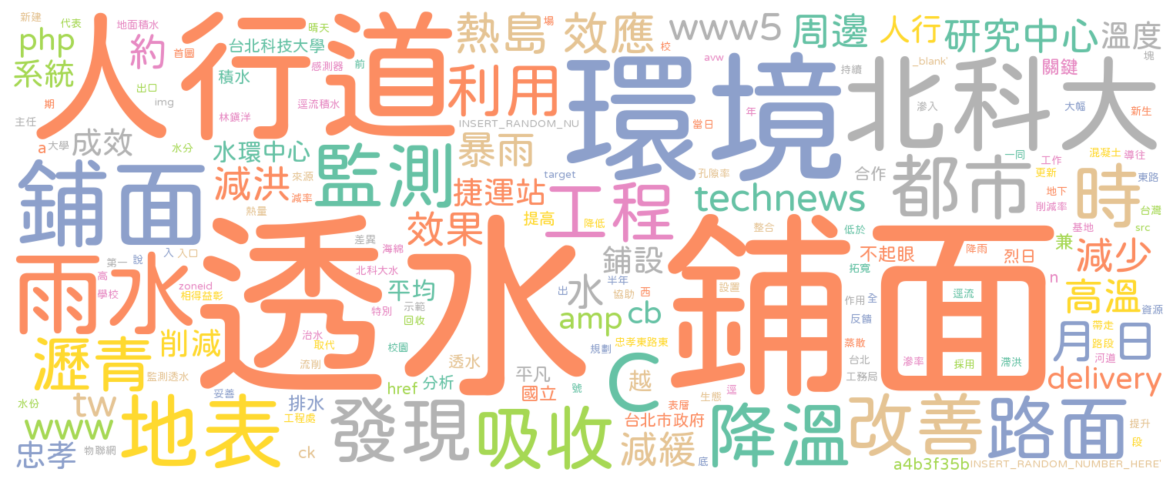 新建
代表
地面積水
晴天
場
php
人行道
約
首圖
台北科技大學
感測器
前
熱島
效應
校
www5
周邊
人行
_blank'
研究中心
溫度
系統
積水
出口
img
逕流積水
利用
avw
持續
滲入
關鍵
塊
期
主任
林鎮洋
INSERT_RANDOM_NU
環境
當日
年
北科大
大幅
新生
a
大學
成效
水分
水環中心
監測
暴雨
孔隙率
合作
都市
一同
工作
混凝土
導往
鋪面
減洪
來源
減率
捷運站
target
工程
technews
更新
地下
削減率
時
東路
熱量
效果
提高
降低
整合
低於
兼
基地
台灣
src
入
入口
說
差異
海綿
雨水
第一
高
學校
zoneid
相得益彰
透水鋪面
北科大水
平均
特別
示範
回收
鋪設
水
半年
出
協助
西
設置
不起眼
拓寬
降雨
烈日
減少
作用
全
逕流
n
高溫
資源
治水
取代
校園
amp
cb
反饋
帶走
路段
月
日
瀝青
削減
流削
透水
規劃
忠孝東路東
蒸散
台北
滲率
採用
滯洪
河道
監測透水
妥善
href
分析
平凡
國立
C
越
工務局
delivery
水份
tw
地表
排水
工程處
發現
號
吸收
表層
逕
生態
台北市政府
降溫
改善
路面
提升
段
www
忠孝
物聯網
ck
減緩
底
a4b3f35b
INSERT_RANDOM_NUMBER_HERE'